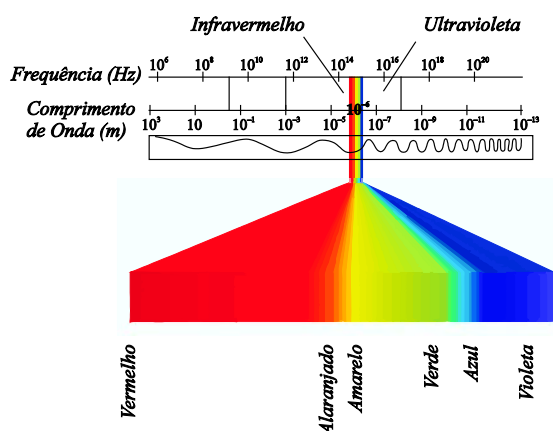 Infravermelho Ultravioleta
10⁶ 10⁸ 10¹⁰ 10¹² 10¹⁴ 10¹⁶ 10¹⁸ 10²⁰
Frequência (Hz)
Comprimento
de Onda (m)
10³ 10 10⁻¹ 10⁻³ 10⁻⁵ 10⁻⁶ 10⁻⁷ 10⁻⁹ 10⁻¹¹ 10⁻¹³
Vermelho
Alaranjado
Amarelo
Verde
Azul
Violeta